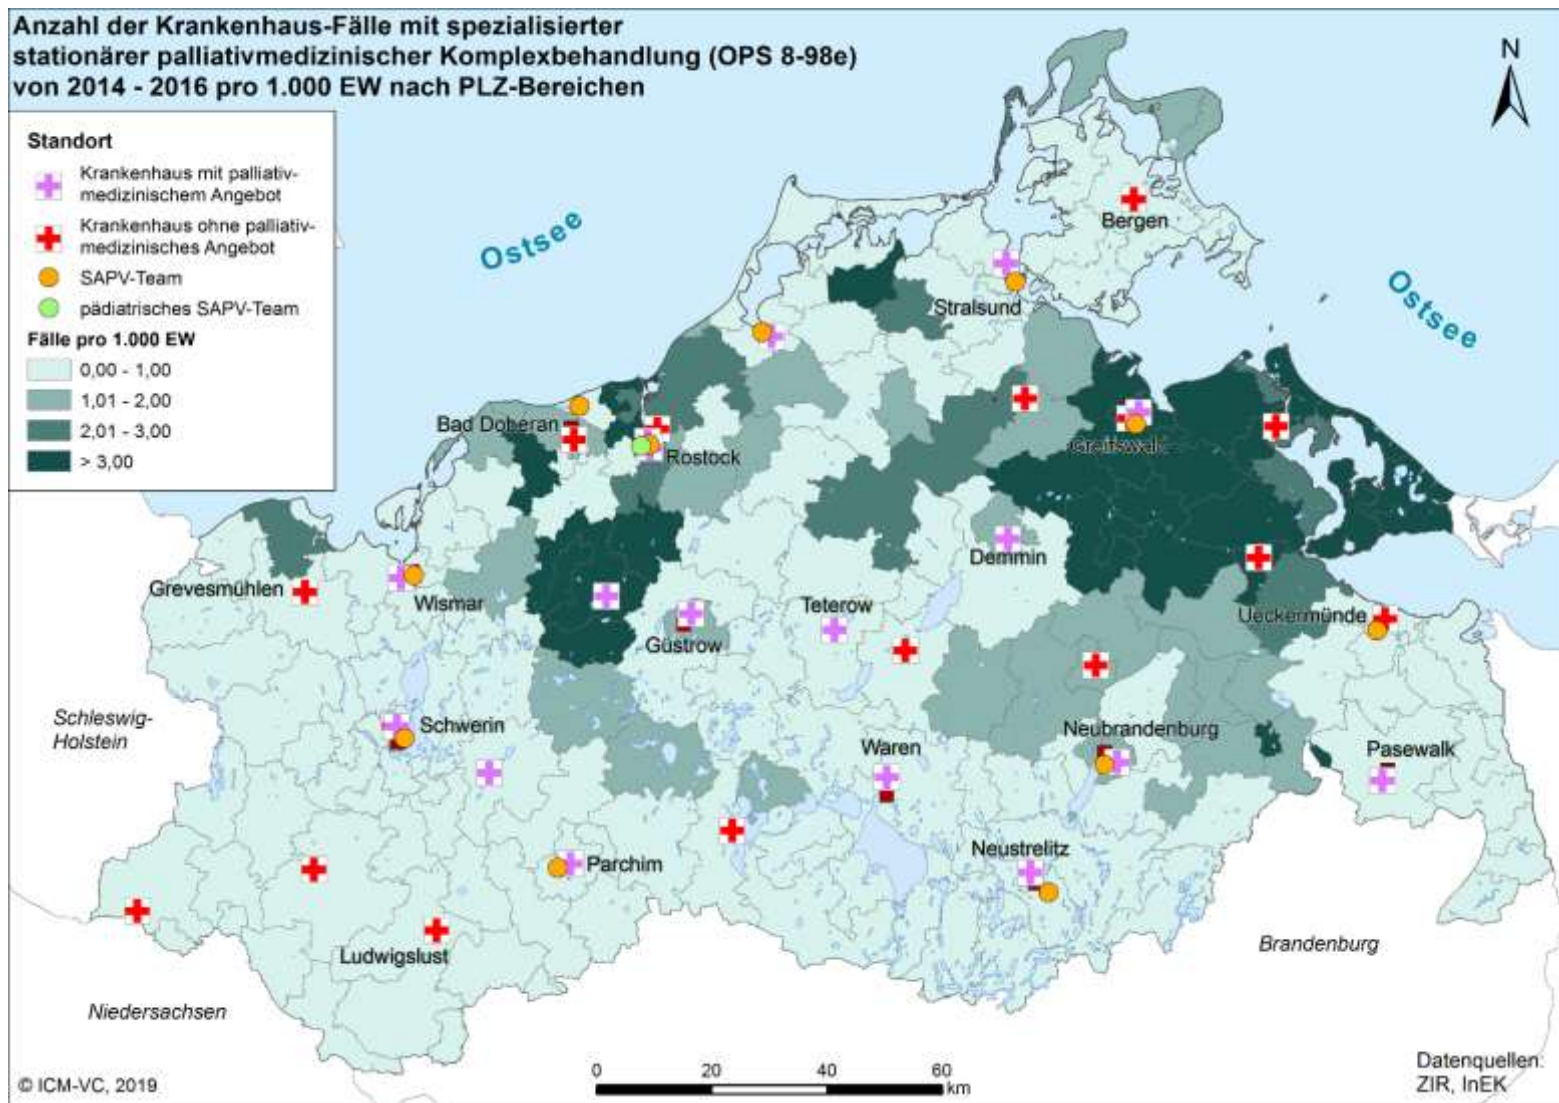 Anzahl der Krankenhaus-Fälle mit spezialisierter
stationärer palliativmedizinischer Komplexbehandlung (OPS 8-98e)
von 2014 - 2016 pro 1.000 EW nach PLZ-Bereichen
N
Standort
Krankenhaus mit palliativ-
medizinischem Angebot
Krankenhaus ohne palliativ-
medizinisches Angebot
SAPV-Team
pädiatrisches SAPV-Team
Fälle pro 1.000 EW
0,00 - 1,00
1,01 - 2,00
2,01 - 3,00
> 3,00
Ostsee
Ostsee
Bergen
Stralsund
Bad Doberan
Rostock
Greifswald
Demmin
Grevesmühlen
Wismar
Güstrow
Teterow
Ueckermünde
Schleswig-
Holstein
Schwerin
Waren
Neubrandenburg
Pasewalk
Parchim
Neustrelitz
Ludwigslust
Brandenburg
Niedersachsen
0 20 40 60
km
© ICM-VC, 2019
Datenquellen:
ZIR, InEK